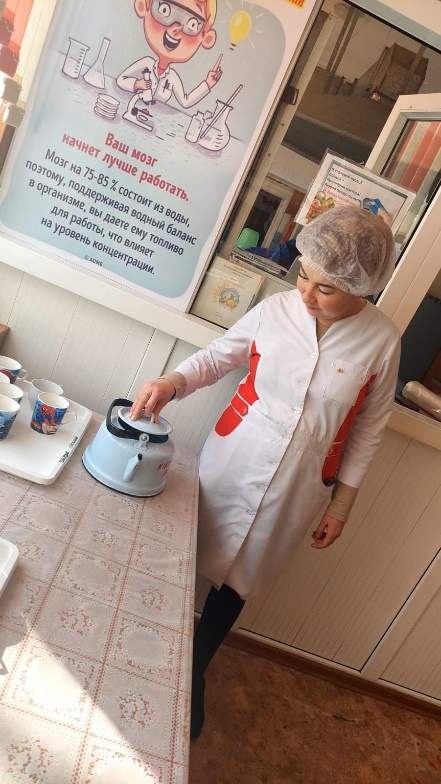 Ваш мозг
начнет лучше работать.
Мозг на 75-85 % состоит из воды,
поэтому, поддерживая водный баланс
в организме, вы даете ему топливо
для работы, что влияет
на уровень концентрации.